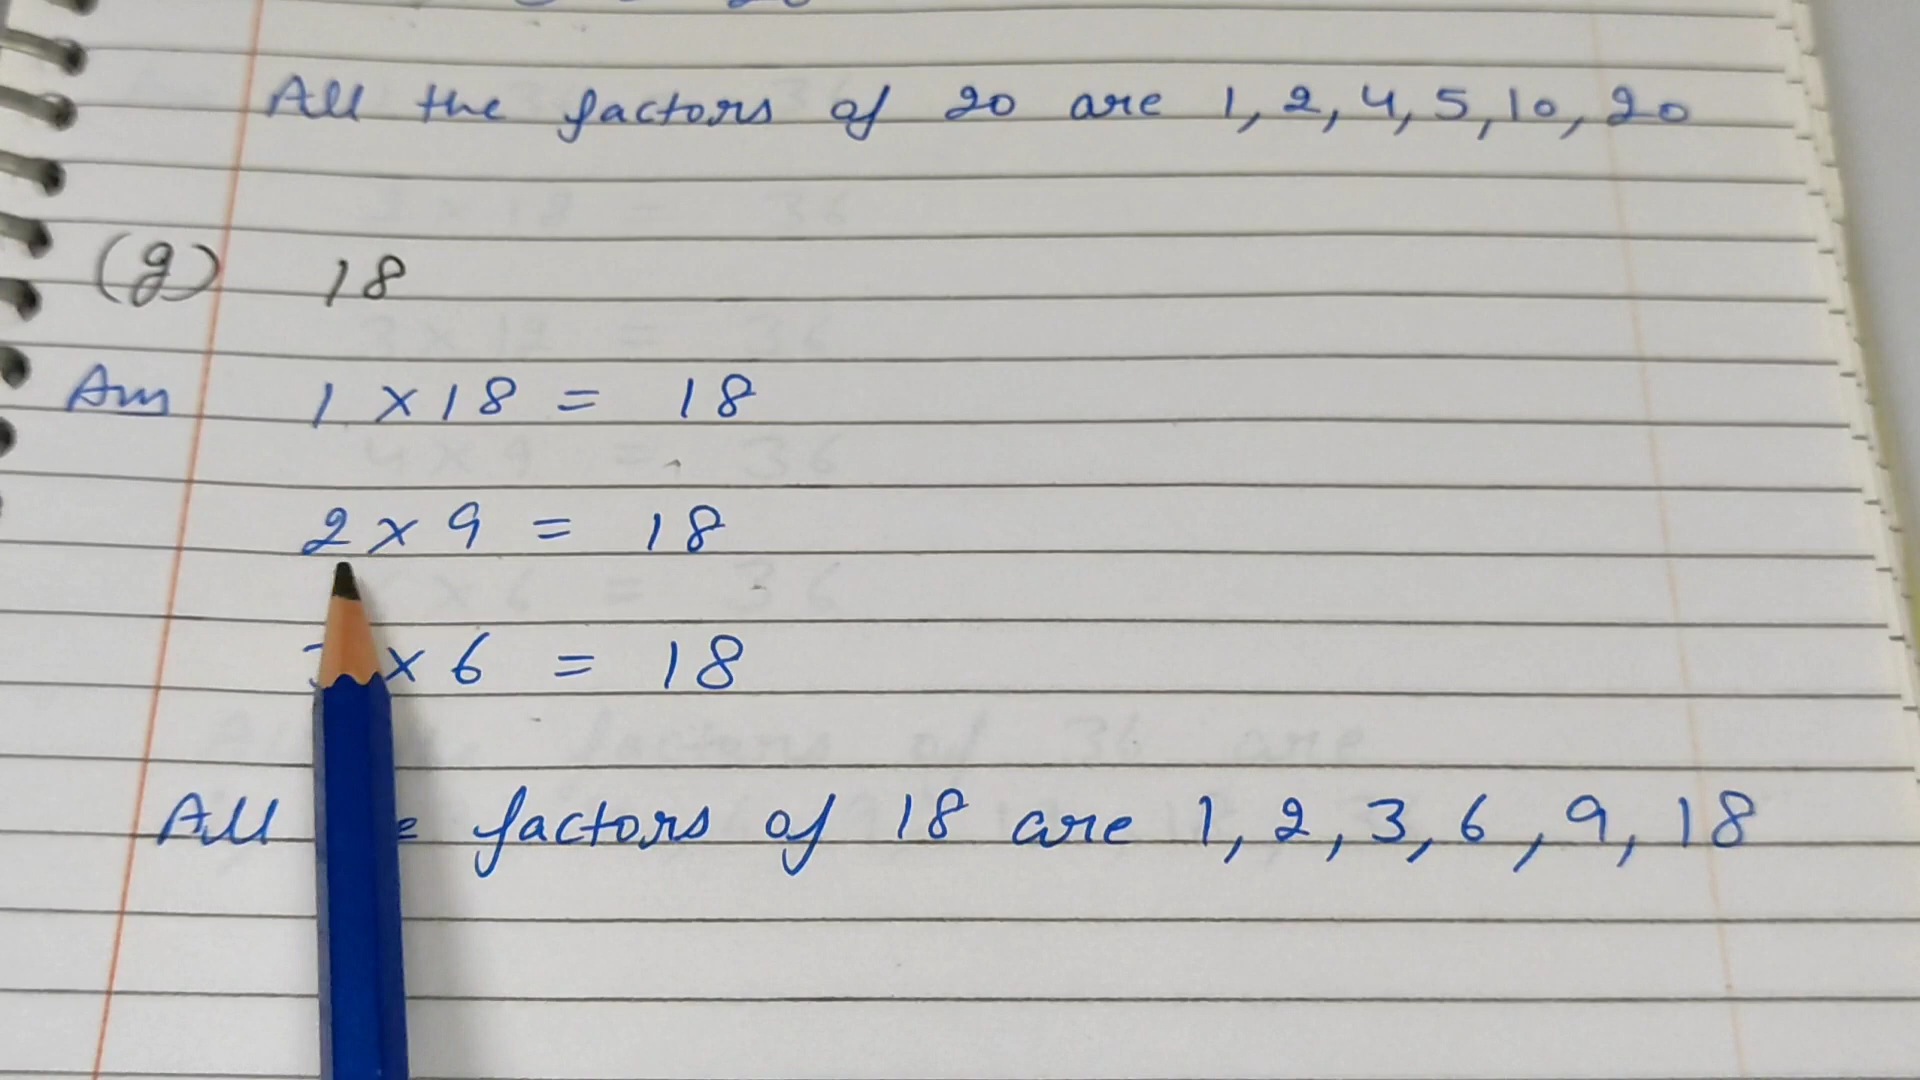 All the factors of 20 are 1, 2, 4, 5, 10, 20
(g) 18
Ans 1 × 18 = 18
2 × 9 = 18
× 6 = 18
All factors of 18 are 1, 2, 3, 6, 9, 18